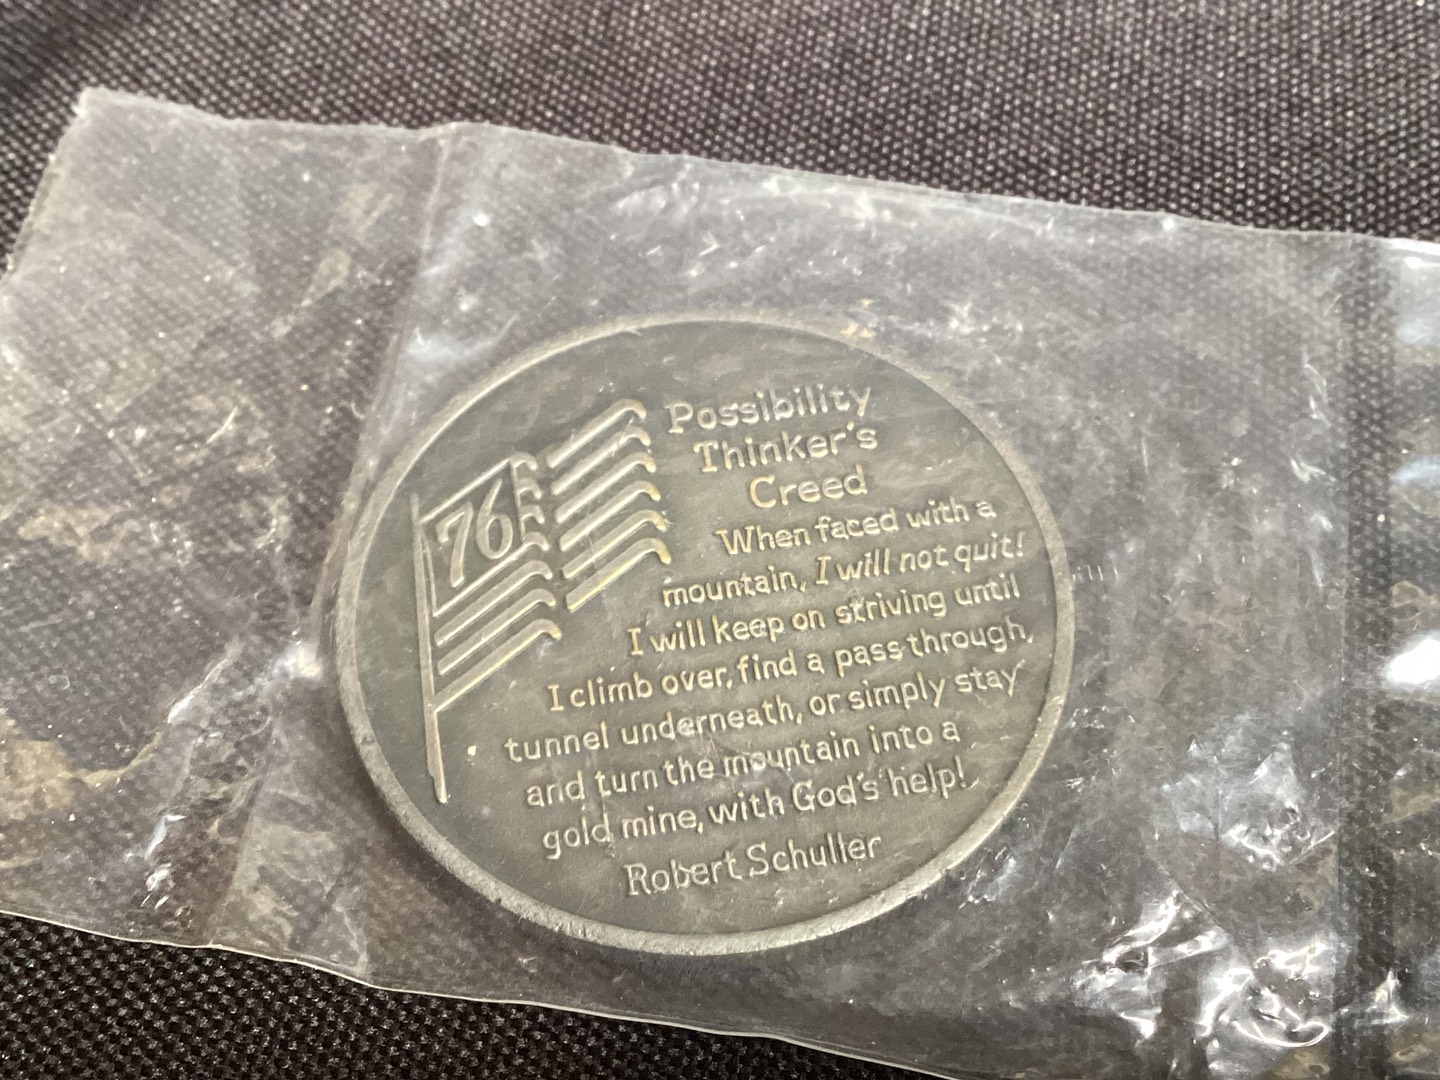 76
Possibility
Thinker's
Creed
When faced with a
mountain, I will not quit!
I will keep on striving until
I climb over, find a pass through,
tunnel underneath, or simply stay
and turn the mountain into a
gold mine, with God's help!
Robert Schuller